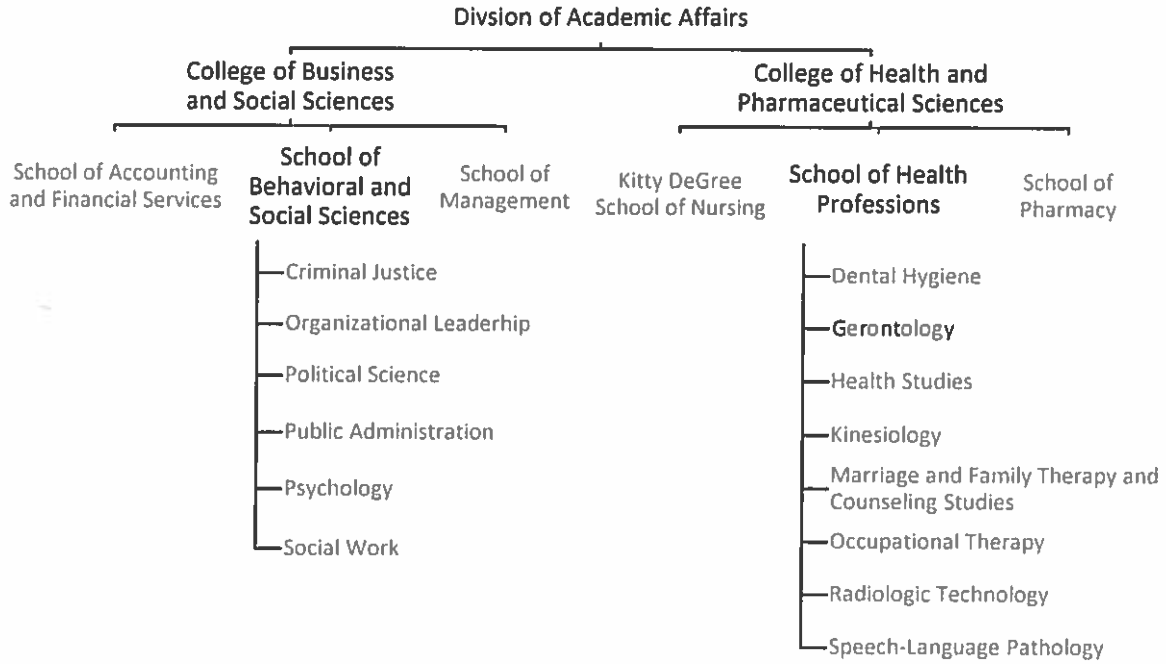 Divsion of Academic Affairs
College of Business
and Social Sciences
College of Health and
Pharmaceutical Sciences
School of Accounting
and Financial Services
School of
Behavioral and
Social Sciences
School of
Management
Kitty DeGree
School of Nursing
School of Health
Professions
School of
Pharmacy
Criminal Justice
Organizational Leaderhip
Political Science
Public Administration
Psychology
Social Work
Dental Hygiene
Gerontology
Health Studies
Kinesiology
Marriage and Family Therapy and
Counseling Studies
Occupational Therapy
Radiologic Technology
Speech-Language Pathology